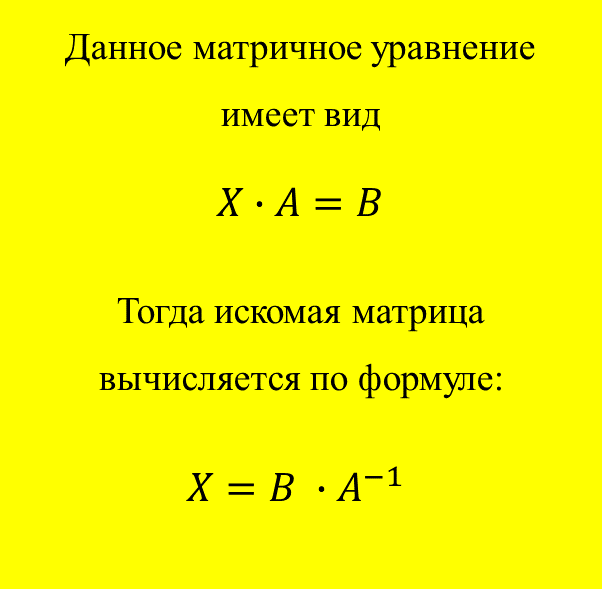 Данное матричное уравнение
имеет вид
X · A = B
Тогда искомая матрица
вычисляется по формуле:
X = B · A⁻¹